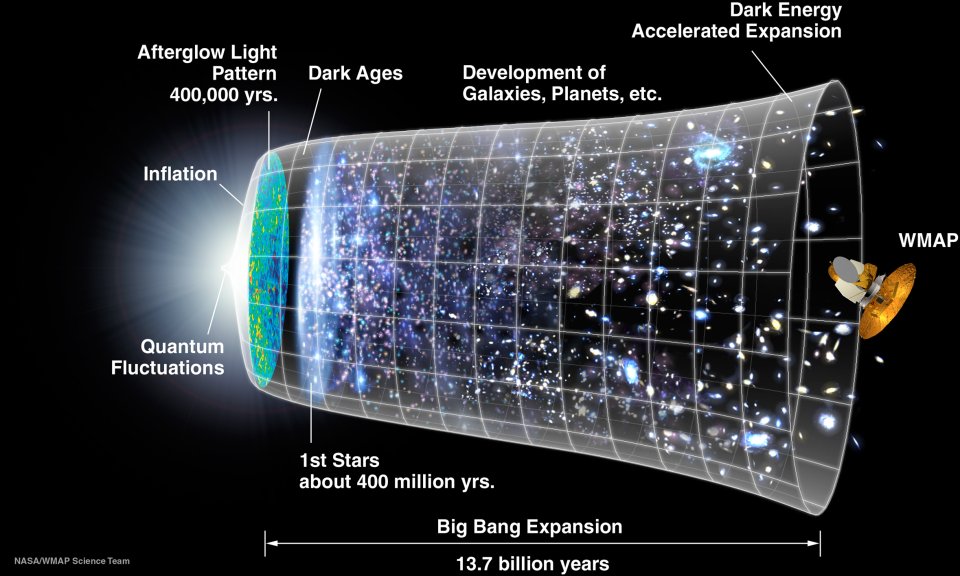 Dark Energy
Accelerated Expansion
Afterglow Light
Pattern
400,000 yrs.
Dark Ages
Development of
Galaxies, Planets, etc.
Inflation
WMAP
Quantum
Fluctuations
1st Stars
about 400 million yrs.
Big Bang Expansion
13.7 billion years
NASA/WMAP Science Team